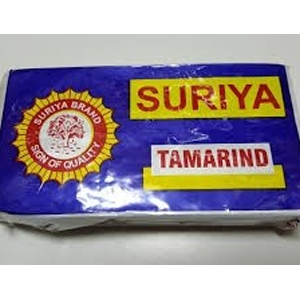 SURIYA BRAND
SIGN OF QUALITY
SURIYA
TAMARIND